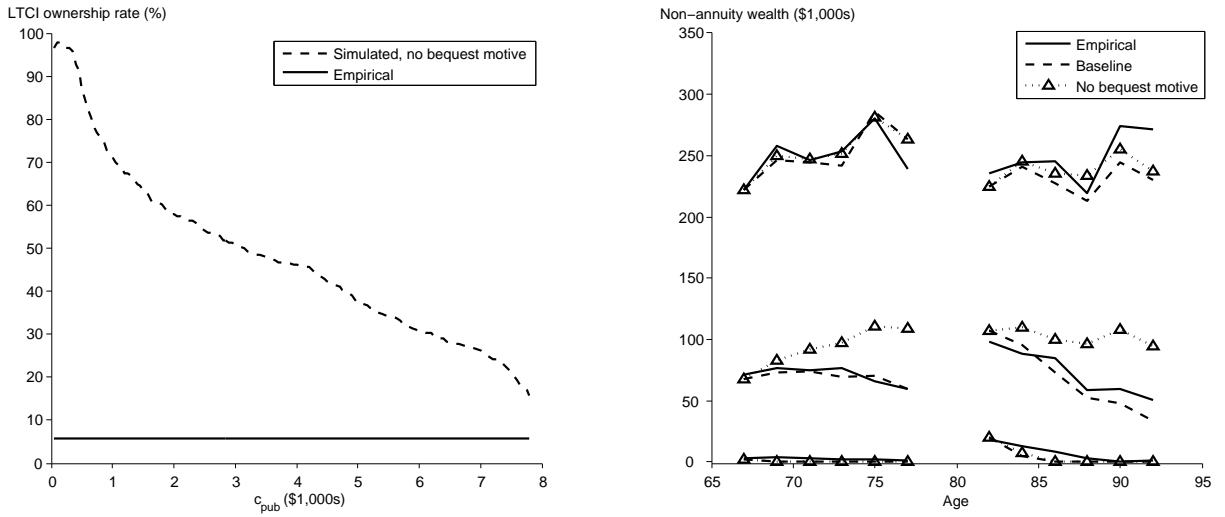 LTCI ownership rate (%)
100
90
80
70
60
50
40
30
20
10
0
0 1 2 3 4 5 6 7 8
c_pub ($1,000s)
Simulated, no bequest motive
Empirical
Non−annuity wealth ($1,000s)
350
300
250
200
150
100
50
0
65 70 75 80 85 90 95
Age
Empirical
Baseline
No bequest motive